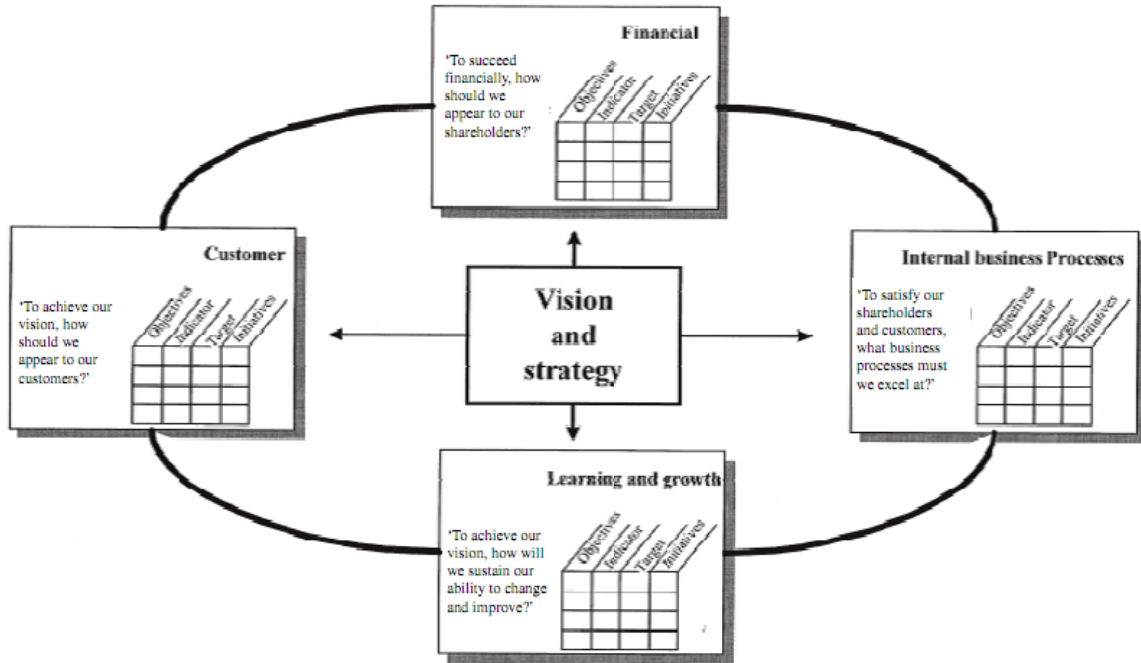 Financial
‘To succeed
financially, how
should we
appear to our
shareholders?’
Objectives
Indicator
Target
Initiatives
Customer
‘To achieve our
vision, how
should we
appear to our
customers?’
Objectives
Indicator
Target
Initiatives
Vision
and
strategy
Internal business Processes
‘To satisfy our
shareholders
and customers,
what business
processes must
we excel at?’
Objectives
Indicator
Target
Initiatives
Learning and growth
‘To achieve our
vision, how will
we sustain our
ability to change
and improve?’
Objectives
Indicator
Target
Initiatives